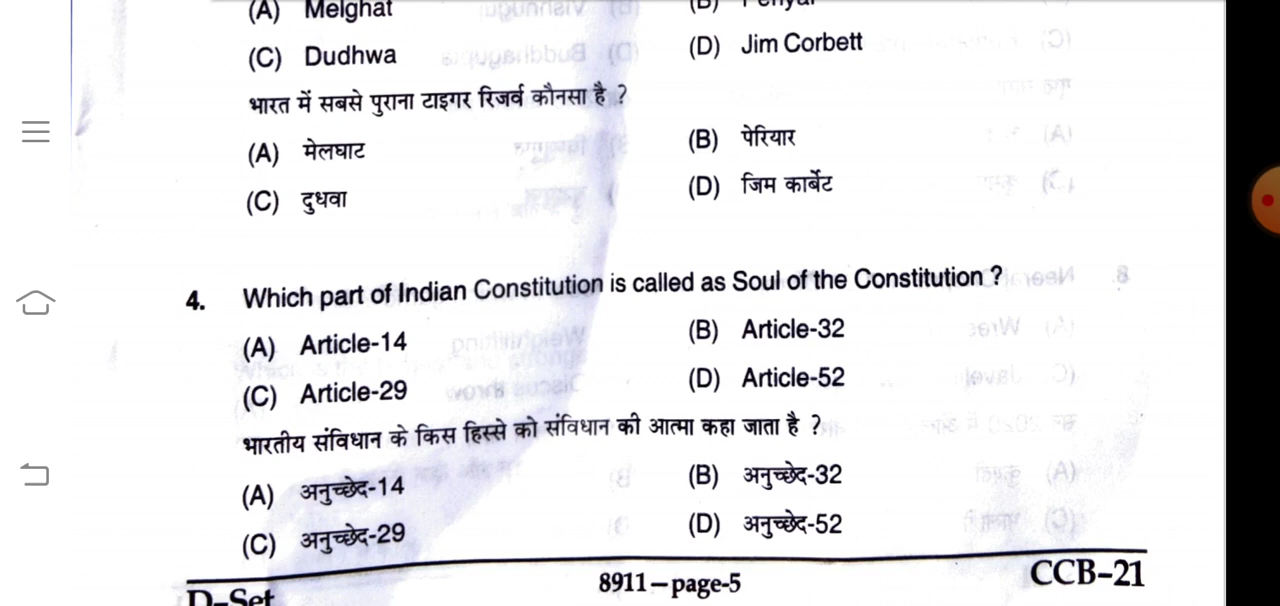 (A) Melghat
(C) Dudhwa (D) Jim Corbett
भारत में सबसे पुराना टाइगर रिजर्व कौनसा है ?
(A) मेलघाट (B) पेरियार
(C) दुधवा (D) जिम कार्बेट
4. Which part of Indian Constitution is called as Soul of the Constitution ?
(A) Article-14 (B) Article-32
(C) Article-29 (D) Article-52
भारतीय संविधान के किस हिस्से को संविधान की आत्मा कहा जाता है ?
(A) अनुच्छेद-14 (B) अनुच्छेद-32
(C) अनुच्छेद-29 (D) अनुच्छेद-52
D-Set 8911–page-5 CCB–21